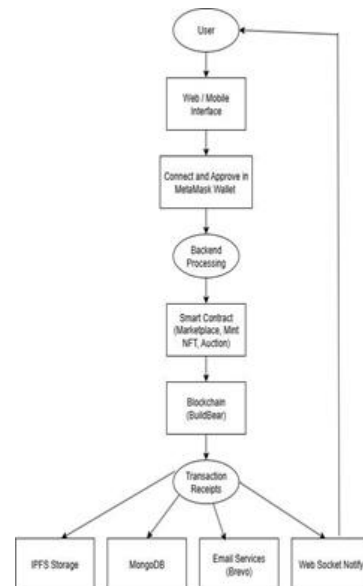 User
Web / Mobile
Interface
Connect and Approve in
MetaMask Wallet
Backend
Processing
Smart Contract
(Marketplace, Mint
NFT, Auction)
Blockchain
(BuildBear)
Transaction
Receipts
IPFS Storage
MongoDB
Email Services
(Brevo)
Web Socket Notify